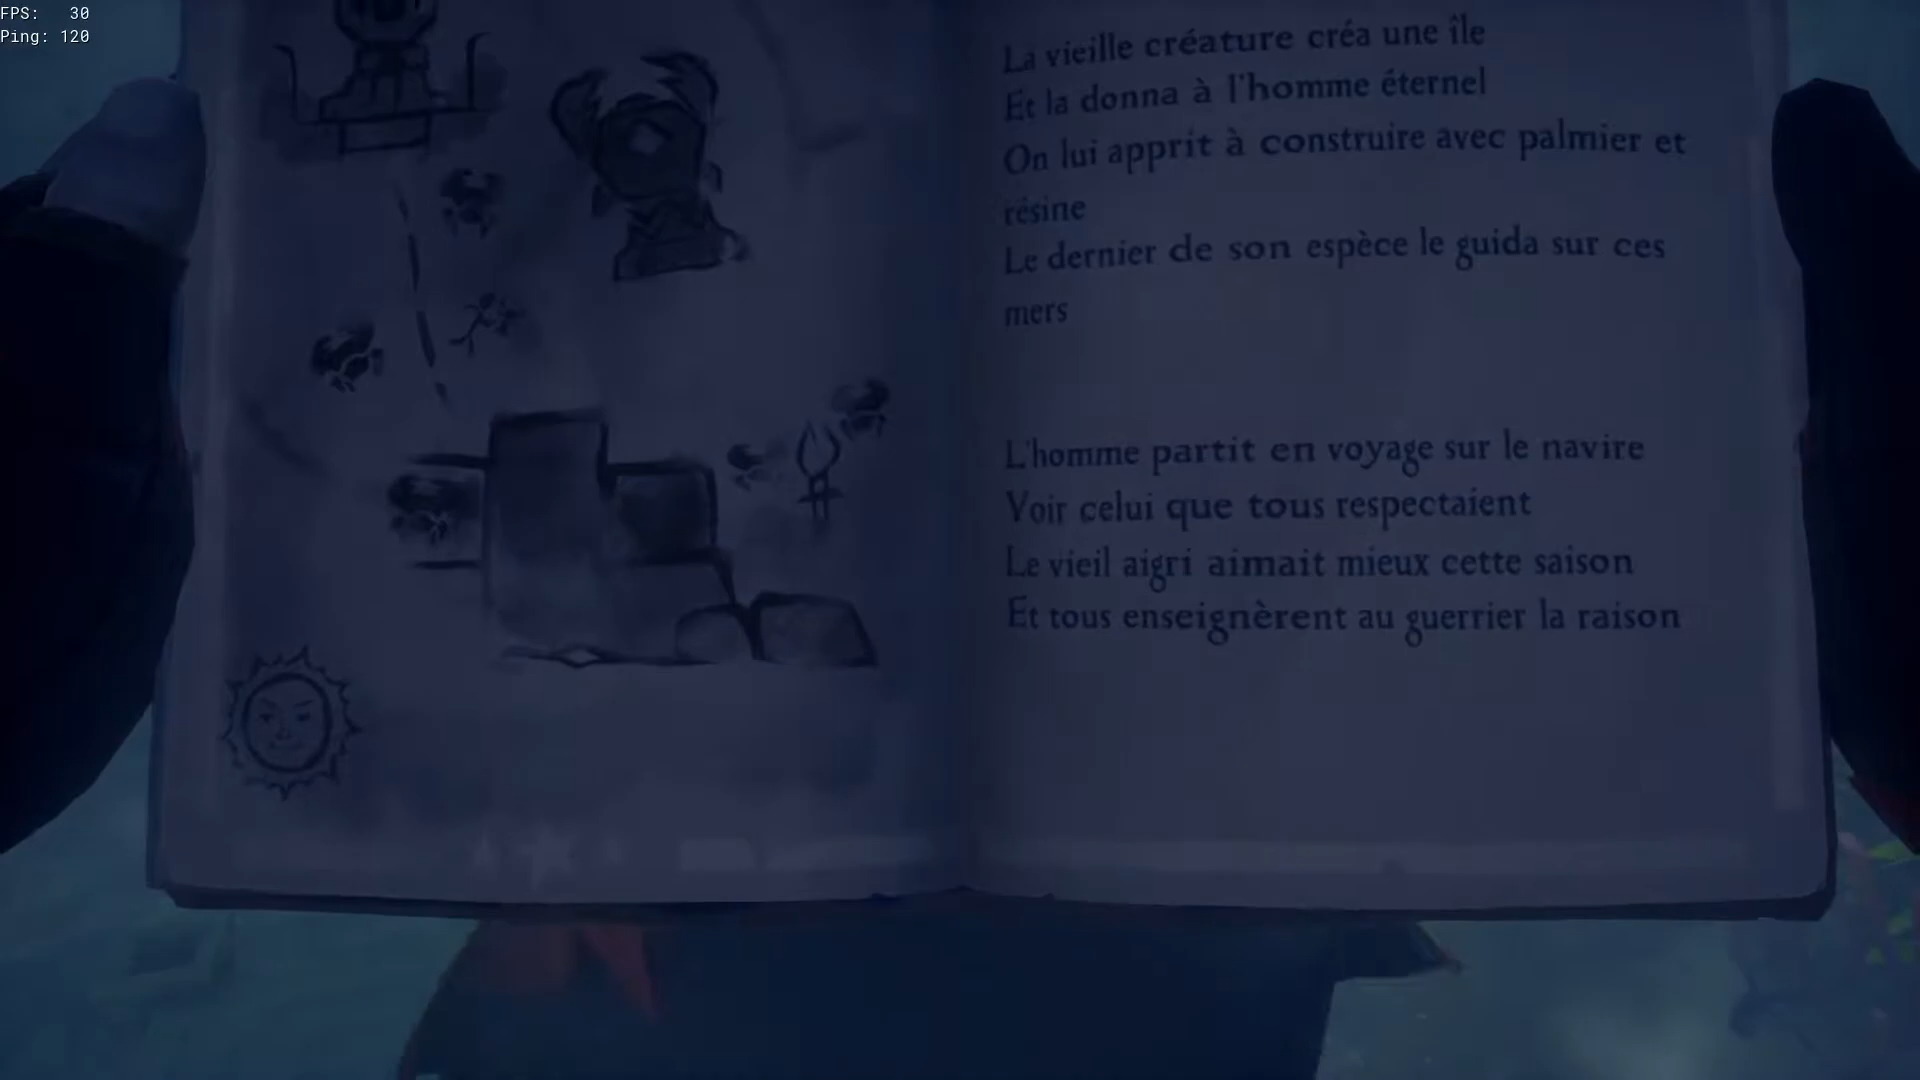 FPS: 30
Ping: 120
La vieille créature créa une île
Et la donna à l'homme éternel
On lui apprit à construire avec palmier et
résine
Le dernier de son espèce le guida sur ces
mers
L'homme partit en voyage sur le navire
Voir celui que tous respectaient
Le vieil aigri aimait mieux cette saison
Et tous enseignèrent au guerrier la raison